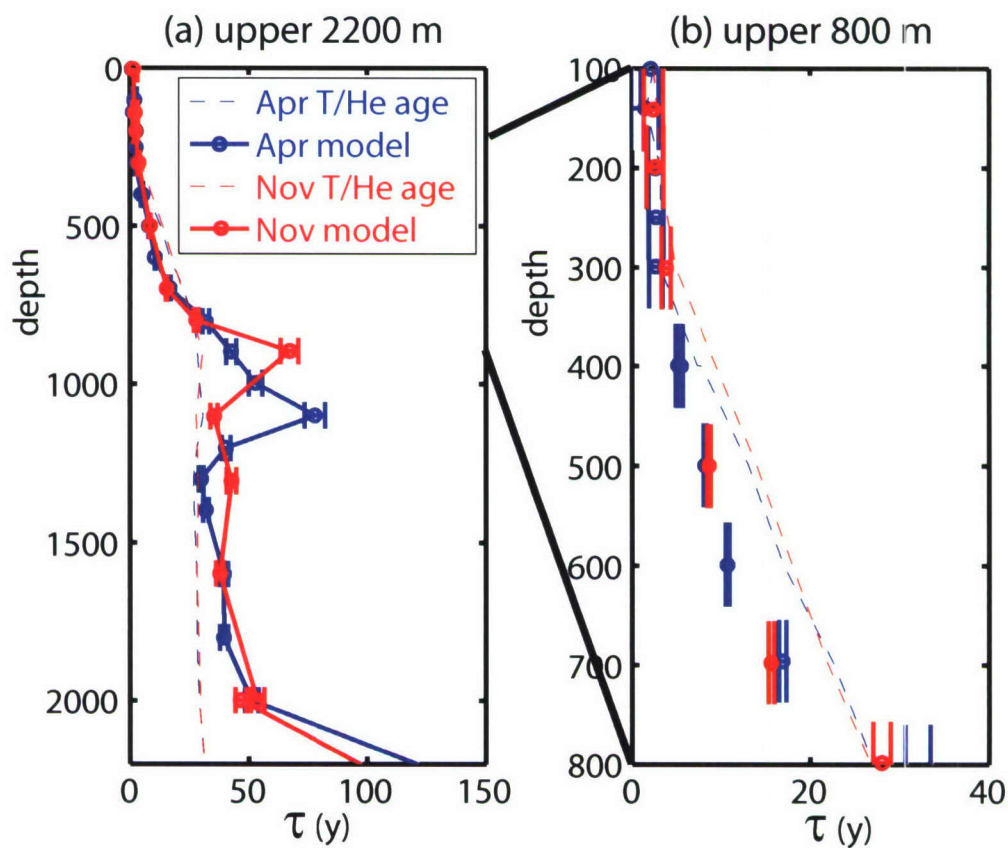 (a) upper 2200 m
(b) upper 800 m
0
500
1000
1500
2000
depth
Apr T/He age
Apr model
Nov T/He age
Nov model
0
50
100
150
τ (y)
100
200
300
400
500
600
700
800
depth
0
20
40
τ (y)